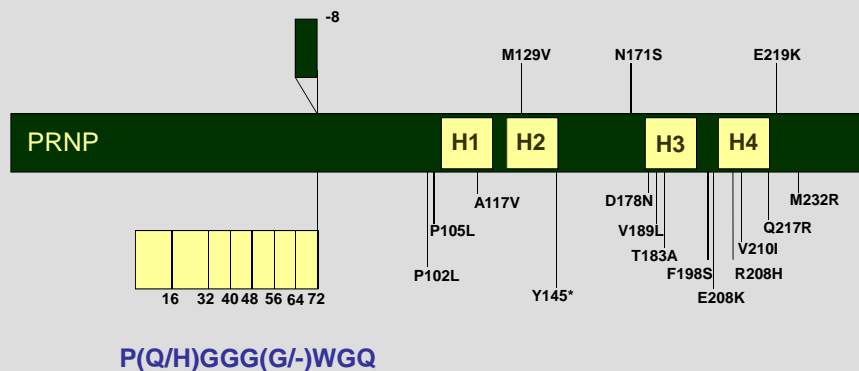 -8
M129V N171S E219K
PRNP H1 H2 H3 H4
A117V D178N M232R
P105L V189L Q217R
T183A V210I
P102L F198S R208H
16 32 40 48 56 64 72 Y145* E208K
P(Q/H)GGG(G/-)WGQ